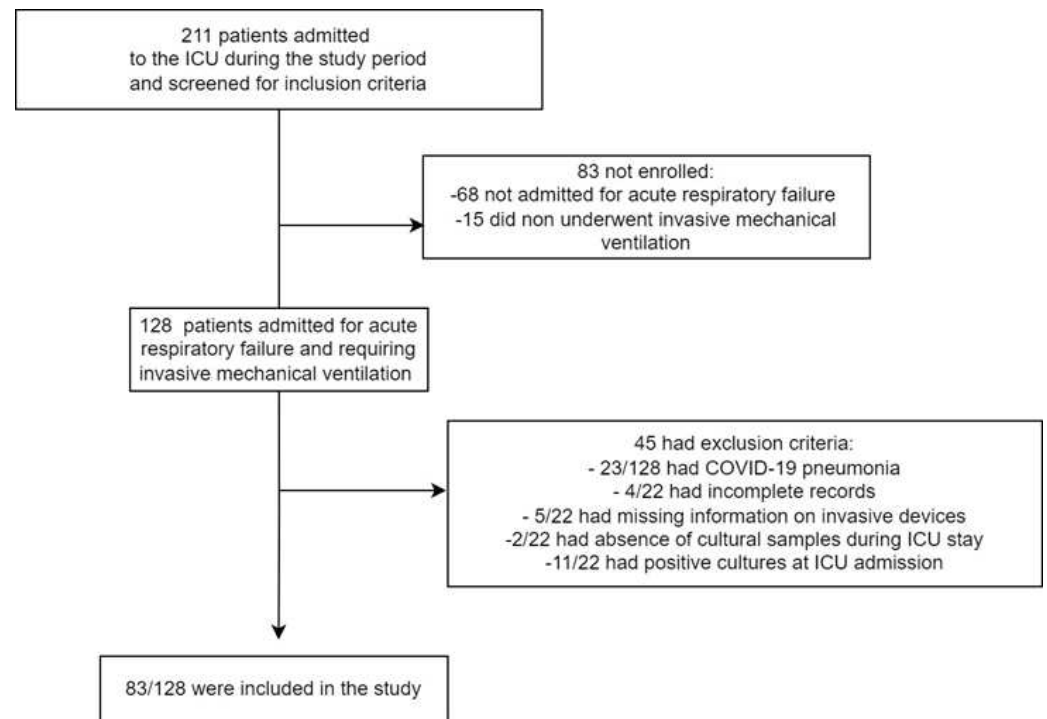 211 patients admitted
to the ICU during the study period
and screened for inclusion criteria
83 not enrolled:
-68 not admitted for acute respiratory failure
-15 did non underwent invasive mechanical
ventilation
128 patients admitted for acute
respiratory failure and requiring
invasive mechanical ventilation
45 had exclusion criteria:
- 23/128 had COVID-19 pneumonia
- 4/22 had incomplete records
- 5/22 had missing information on invasive devices
-2/22 had absence of cultural samples during ICU stay
-11/22 had positive cultures at ICU admission
83/128 were included in the study